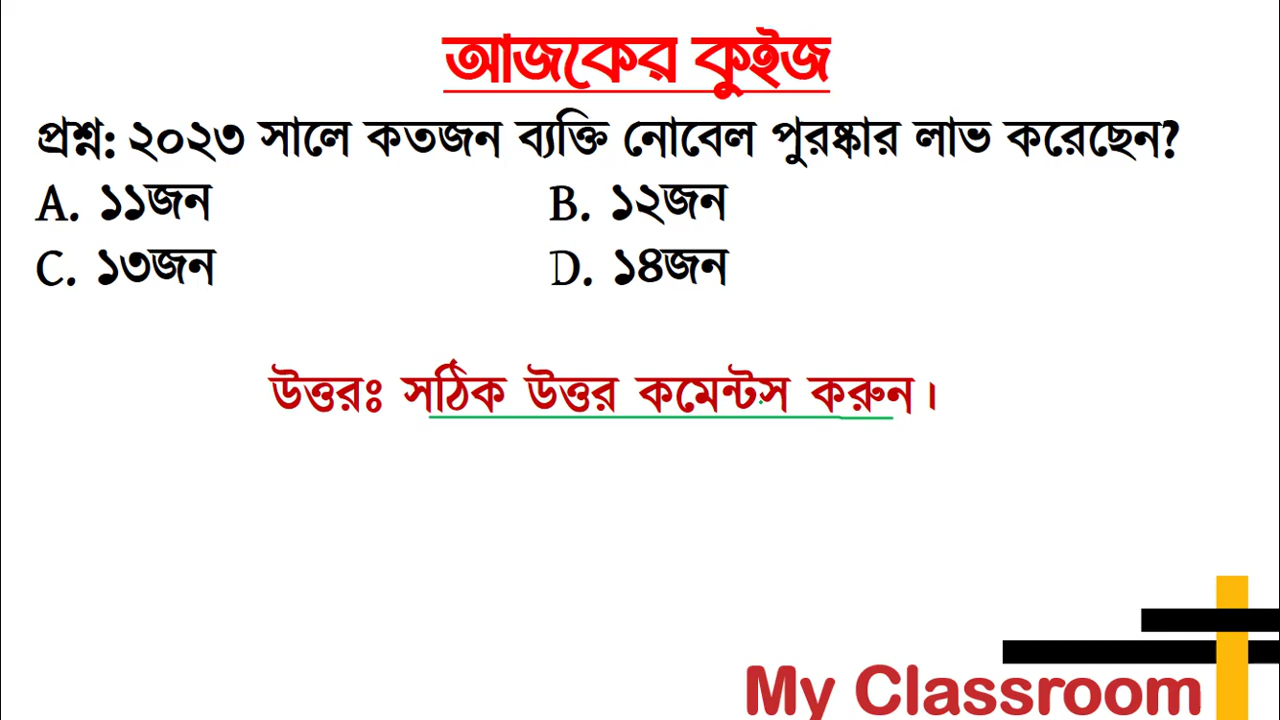 আজকের কুইজ
প্রশ্ন: ২০২৩ সালে কতজন ব্যক্তি নোবেল পুরষ্কার লাভ করেছেন?
A. ১১জন B. ১২জন
C. ১৩জন D. ১৪জন
উত্তরঃ সঠিক উত্তর কমেন্টস করুন।
My Classroom